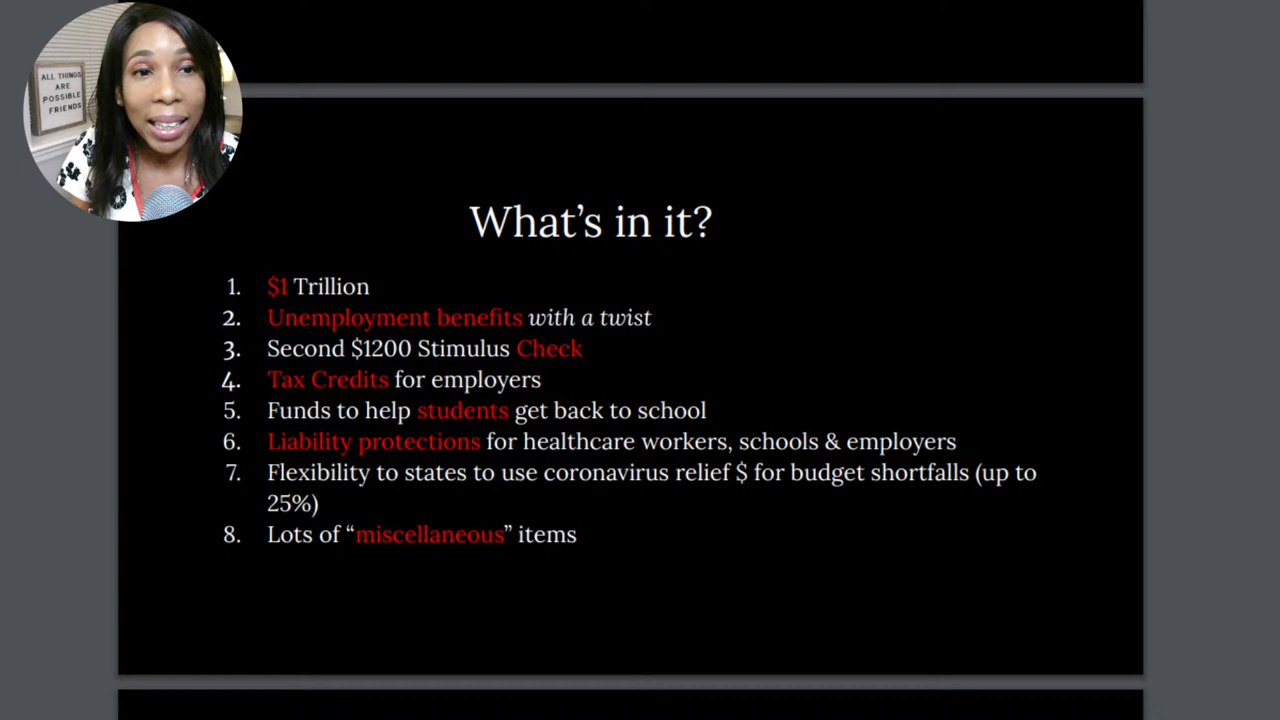 ALL THINGS
ARE
POSSIBLE
FRIENDS
What's in it?
1. $1 Trillion
2. Unemployment benefits with a twist
3. Second $1200 Stimulus Check
4. Tax Credits for employers
5. Funds to help students get back to school
6. Liability protections for healthcare workers, schools & employers
7. Flexibility to states to use coronavirus relief $ for budget shortfalls (up to
25%)
8. Lots of “miscellaneous” items